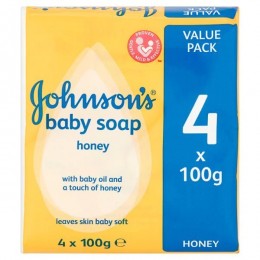 VALUE
PACK
Johnson's®
baby soap
honey
4
x
100g
with baby oil and
a touch of honey
leaves skin baby soft
4 x 100g ℮
HONEY